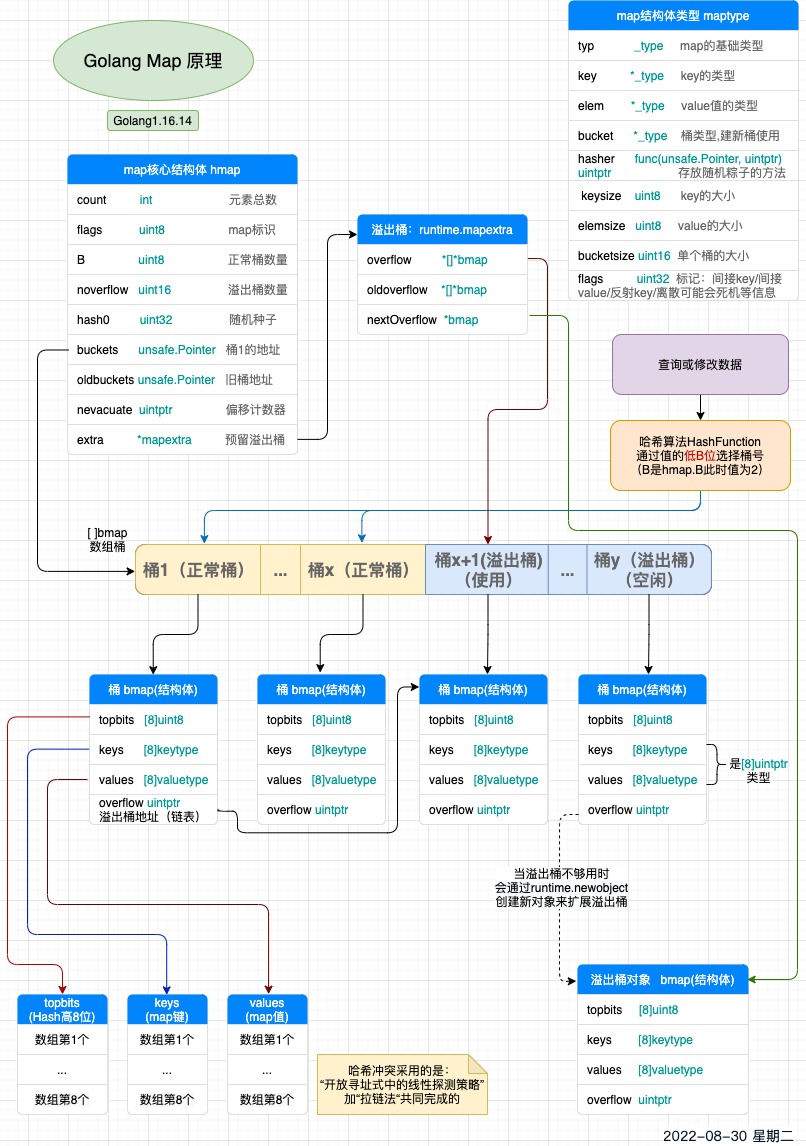 Golang Map 原理
Golang1.16.14
map结构体类型 maptype
typ _type map的基础类型
key *_type key的类型
elem *_type value值的类型
bucket *_type 桶类型,建新桶使用
hasher func(unsafe.Pointer, uintptr)
uintptr 存放随机粽子的方法
keysize uint8 key的大小
elemsize uint8 value的大小
bucketsize uint16 单个桶的大小
flags uint32 标记：间接key/间接
value/反射key/离散可能会死机等信息
map核心结构体 hmap
count int 元素总数
flags uint8 map标识
B uint8 正常桶数量
noverflow uint16 溢出桶数量
hash0 uint32 随机种子
buckets unsafe.Pointer 桶1的地址
oldbuckets unsafe.Pointer 旧桶地址
nevacuate uintptr 偏移计数器
extra *mapextra 预留溢出桶
溢出桶：runtime.mapextra
overflow *[]*bmap
oldoverflow *[]*bmap
nextOverflow *bmap
查询或修改数据
哈希算法HashFunction
通过值的低B位选择桶号
（B是hmap.B此时值为2）
[ ]bmap
数组桶
桶1（正常桶）
...
桶x（正常桶）
桶x+1(溢出桶)
（使用）
...
桶y（溢出桶）
（空闲）
桶 bmap(结构体)
topbits [8]uint8
keys [8]keytype
values [8]valuetype
overflow uintptr
溢出桶地址（链表）
桶 bmap(结构体)
topbits [8]uint8
keys [8]keytype
values [8]valuetype
overflow uintptr
桶 bmap(结构体)
topbits [8]uint8
keys [8]keytype
values [8]valuetype
overflow uintptr
桶 bmap(结构体)
topbits [8]uint8
keys [8]keytype
values [8]valuetype
overflow uintptr
是[8]uintptr
类型
当溢出桶不够用时
会通过runtime.newobject
创建新对象来扩展溢出桶
溢出桶对象 bmap(结构体)
topbits [8]uint8
keys [8]keytype
values [8]valuetype
overflow uintptr
topbits
(Hash高8位)
数组第1个
...
数组第8个
keys
(map键)
数组第1个
...
数组第8个
values
(map值)
数组第1个
...
数组第8个
哈希冲突采用的是：
“开放寻址式中的线性探测策略”
加“拉链法“共同完成的
2022-08-30 星期二